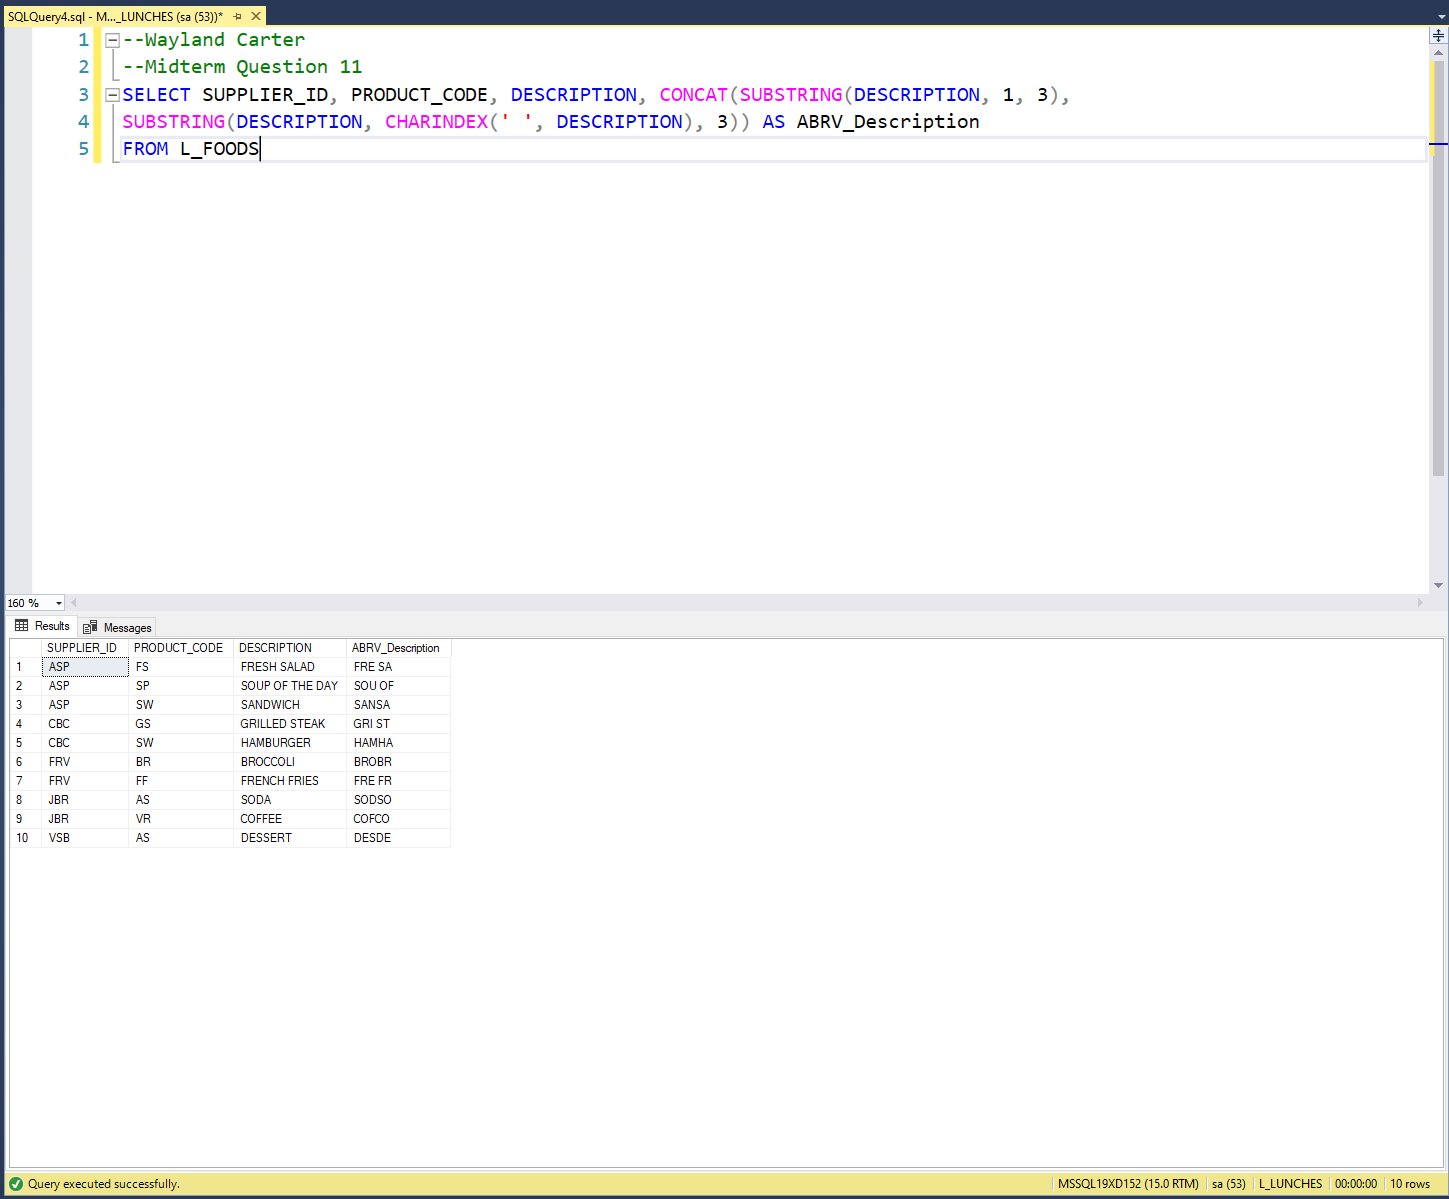 SQLQuery4.sql - M..._LUNCHES (sa (53))*
1 --Wayland Carter
2 --Midterm Question 11
3 SELECT SUPPLIER_ID, PRODUCT_CODE, DESCRIPTION, CONCAT(SUBSTRING(DESCRIPTION, 1, 3),
4 SUBSTRING(DESCRIPTION, CHARINDEX(' ', DESCRIPTION), 3)) AS ABRV_Description
5 FROM L_FOODS
160 %
Results Messages
SUPPLIER_ID PRODUCT_CODE DESCRIPTION ABRV_Description
1 ASP FS FRESH SALAD FRE SA
2 ASP SP SOUP OF THE DAY SOU OF
3 ASP SW SANDWICH SANSA
4 CBC GS GRILLED STEAK GRI ST
5 CBC SW HAMBURGER HAMHA
6 FRV BR BROCCOLI BROBR
7 FRV FF FRENCH FRIES FRE FR
8 JBR AS SODA SODSO
9 JBR VR COFFEE COFCO
10 VSB AS DESSERT DESDE
Query executed successfully. MSSQL19XD152 (15.0 RTM) sa (53) L_LUNCHES 00:00:00 10 rows